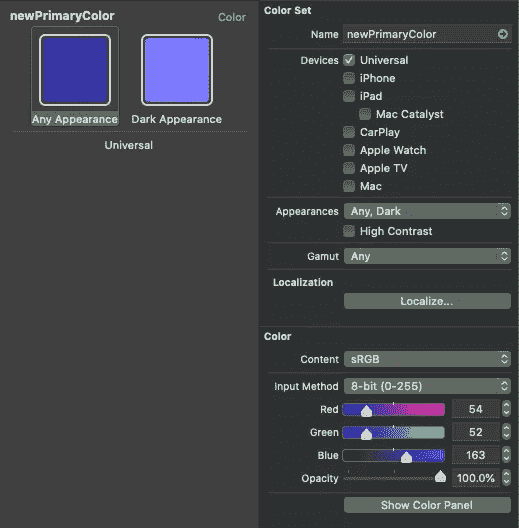 newPrimaryColor Color
Any Appearance Dark Appearance
Universal
Color Set
Name newPrimaryColor
Devices Universal
iPhone
iPad
Mac Catalyst
CarPlay
Apple Watch
Apple TV
Mac
Appearances Any, Dark
High Contrast
Gamut Any
Localization
Localize...
Color
Content sRGB
Input Method 8-bit (0-255)
Red 54
Green 52
Blue 163
Opacity 100.0%
Show Color Panel